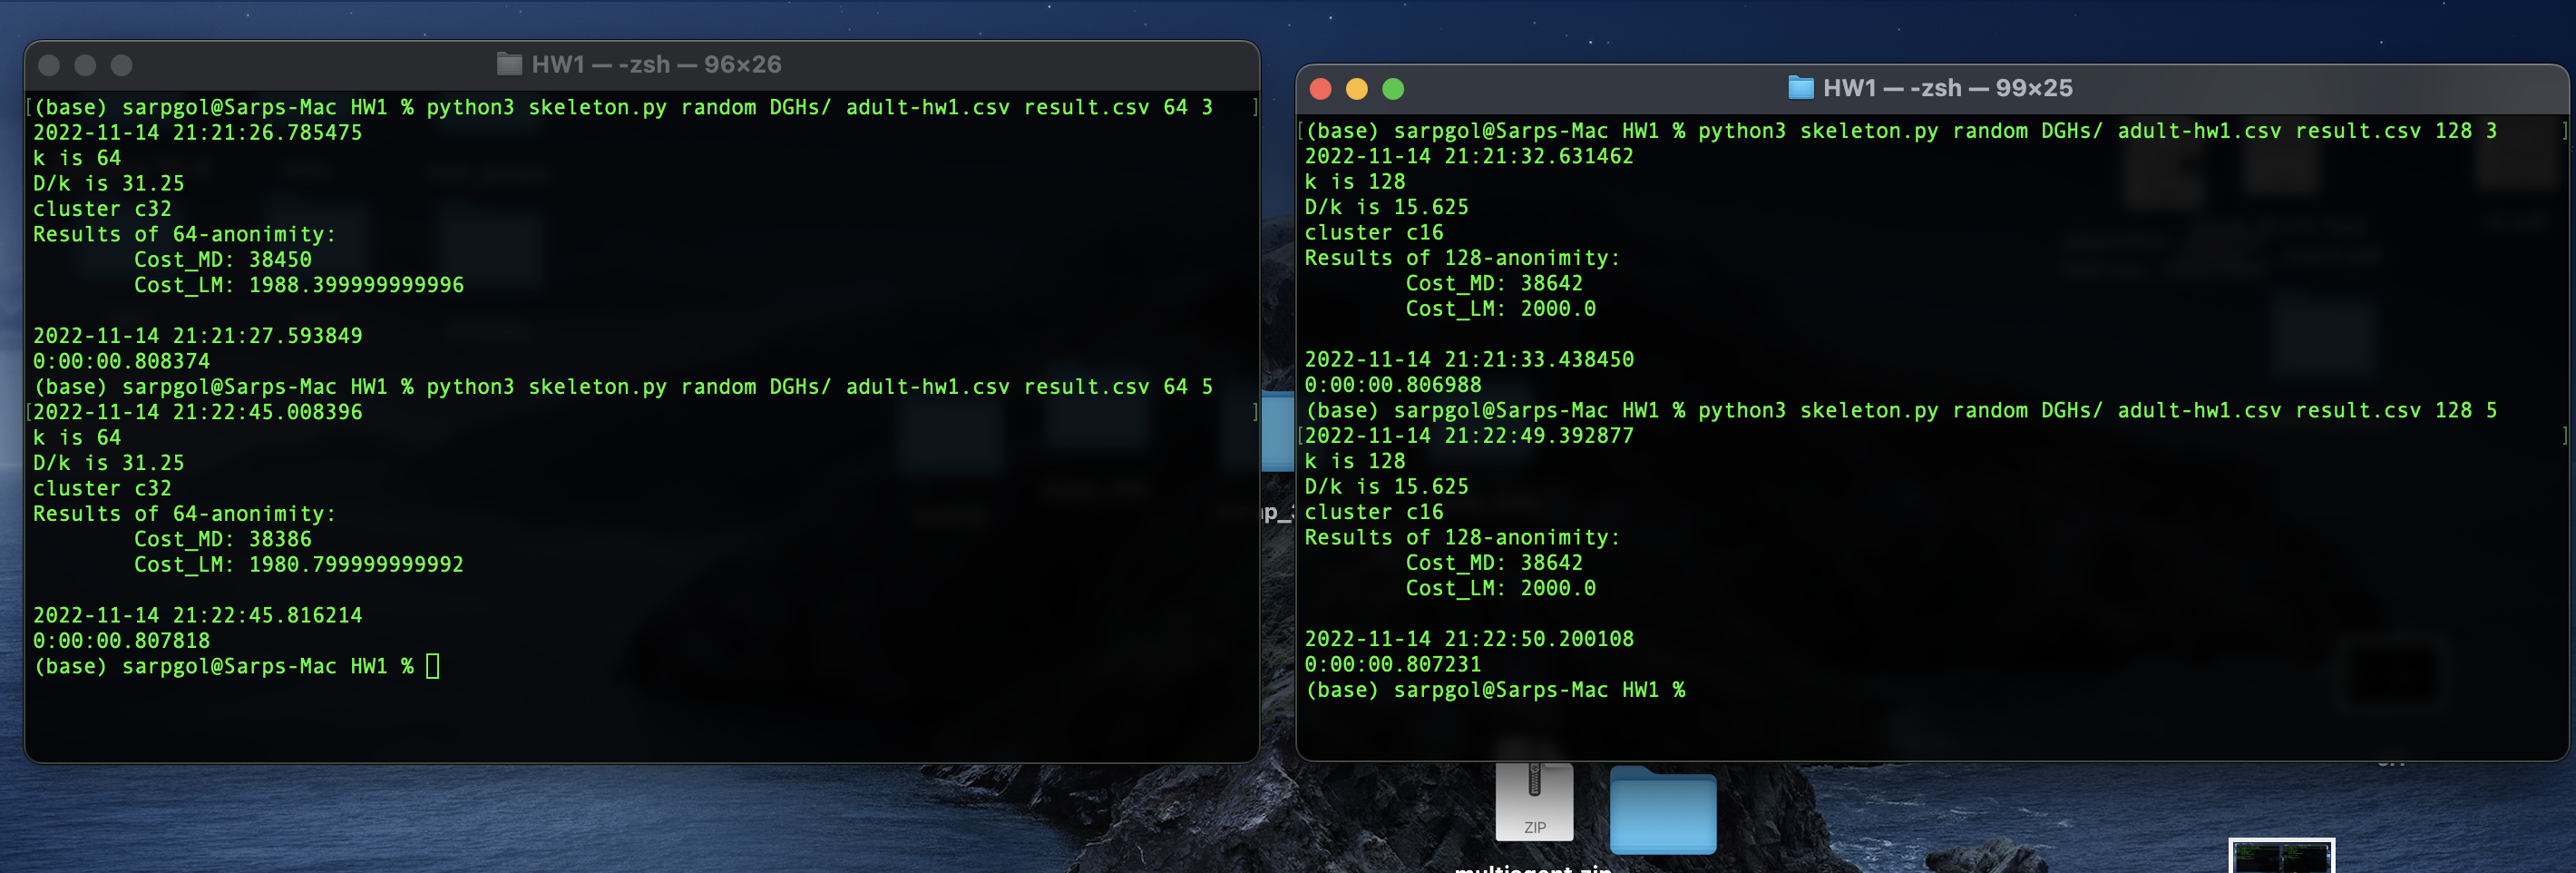 HW1 — -zsh — 96×26
(base) sarpgol@Sarps-Mac HW1 % python3 skeleton.py random DGHs/ adult-hw1.csv result.csv 64 3
2022-11-14 21:21:26.785475
k is 64
D/k is 31.25
cluster c32
Results of 64-anonimity:
Cost_MD: 38450
Cost_LM: 1988.399999999996
2022-11-14 21:21:27.593849
0:00:00.808374
(base) sarpgol@Sarps-Mac HW1 % python3 skeleton.py random DGHs/ adult-hw1.csv result.csv 64 5
2022-11-14 21:22:45.008396
k is 64
D/k is 31.25
cluster c32
Results of 64-anonimity:
Cost_MD: 38386
Cost_LM: 1980.799999999992
2022-11-14 21:22:45.816214
0:00:00.807818
(base) sarpgol@Sarps-Mac HW1 %
HW1 — -zsh — 99×25
(base) sarpgol@Sarps-Mac HW1 % python3 skeleton.py random DGHs/ adult-hw1.csv result.csv 128 3
2022-11-14 21:21:32.631462
k is 128
D/k is 15.625
cluster c16
Results of 128-anonimity:
Cost_MD: 38642
Cost_LM: 2000.0
2022-11-14 21:21:33.438450
0:00:00.806988
(base) sarpgol@Sarps-Mac HW1 % python3 skeleton.py random DGHs/ adult-hw1.csv result.csv 128 5
2022-11-14 21:22:49.392877
k is 128
D/k is 15.625
cluster c16
Results of 128-anonimity:
Cost_MD: 38642
Cost_LM: 2000.0
2022-11-14 21:22:50.200108
0:00:00.807231
(base) sarpgol@Sarps-Mac HW1 %
ZIP
multiagent.zip